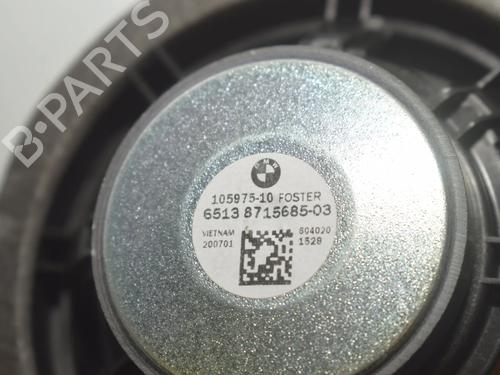 B-PARTS
BMW
105975-10 FOSTER
6513 8715685-03
VIETNAM 804020
200701 1528